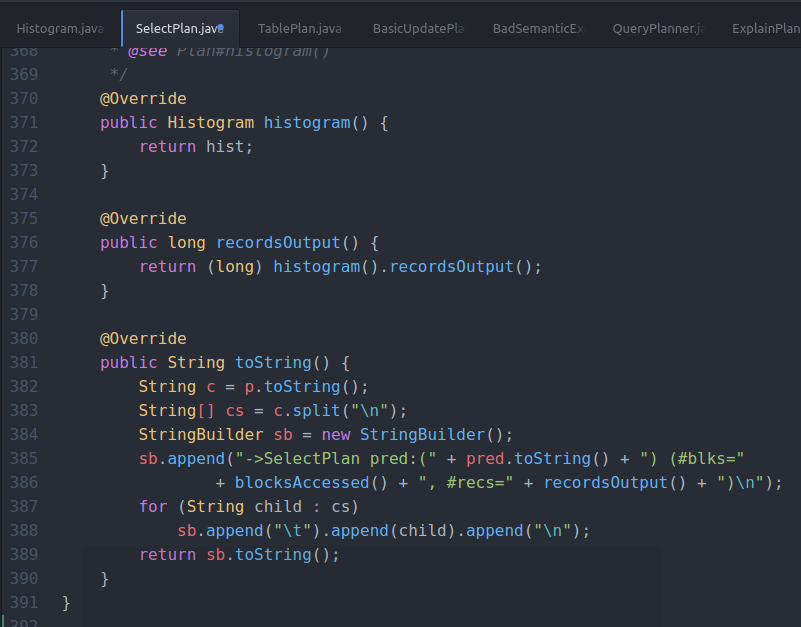 Histogram.java SelectPlan.java TablePlan.java BasicUpdatePla BadSemanticEx QueryPlanner.ja ExplainPlan
368 * @see Plan#histogram()
369 */
370 @Override
371 public Histogram histogram() {
372 return hist;
373 }
374
375 @Override
376 public long recordsOutput() {
377 return (long) histogram().recordsOutput();
378 }
379
380 @Override
381 public String toString() {
382 String c = p.toString();
383 String[] cs = c.split("\n");
384 StringBuilder sb = new StringBuilder();
385 sb.append("->SelectPlan pred:(" + pred.toString() + ") (#blks="
386 + blocksAccessed() + ", #recs=" + recordsOutput() + ")\n");
387 for (String child : cs)
388 sb.append("\t").append(child).append("\n");
389 return sb.toString();
390 }
391 }
392